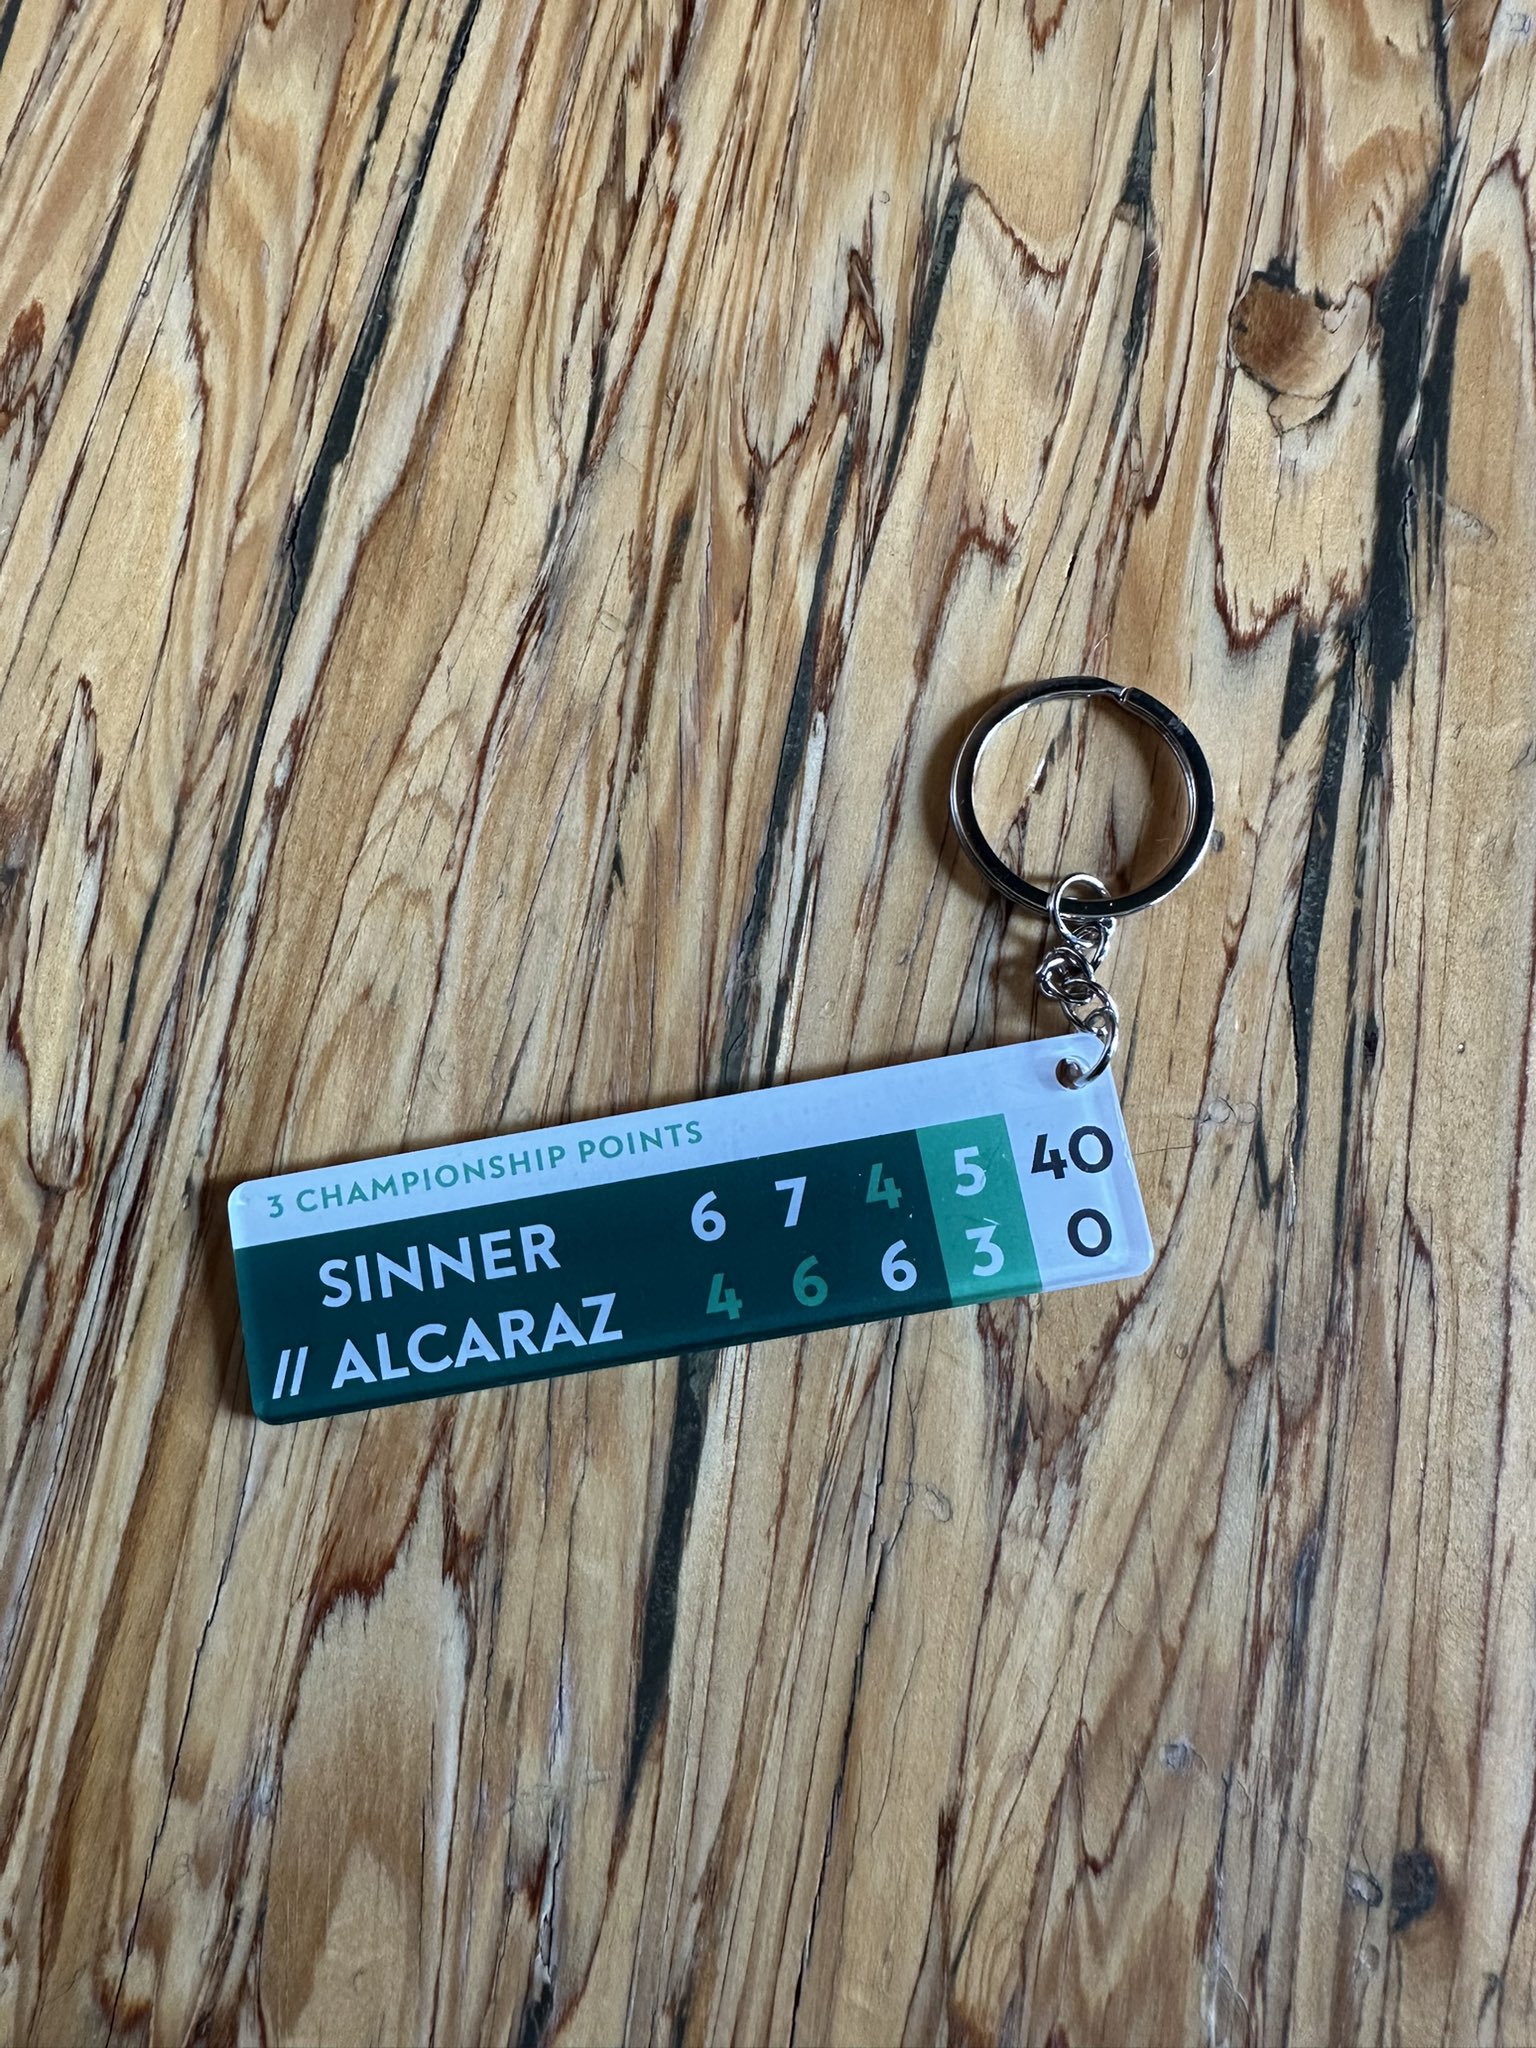 3 CHAMPIONSHIP POINTS
SINNER 6 7 4 5 40
// ALCARAZ 4 6 6 3 0